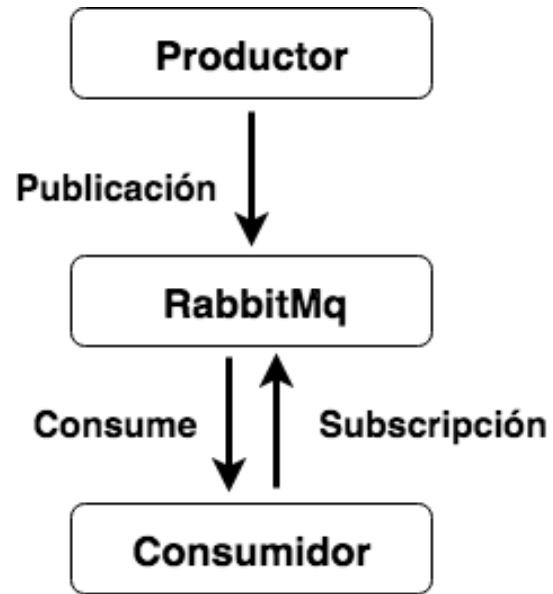 Productor
Publicación
RabbitMq
Consume
Subscripción
Consumidor